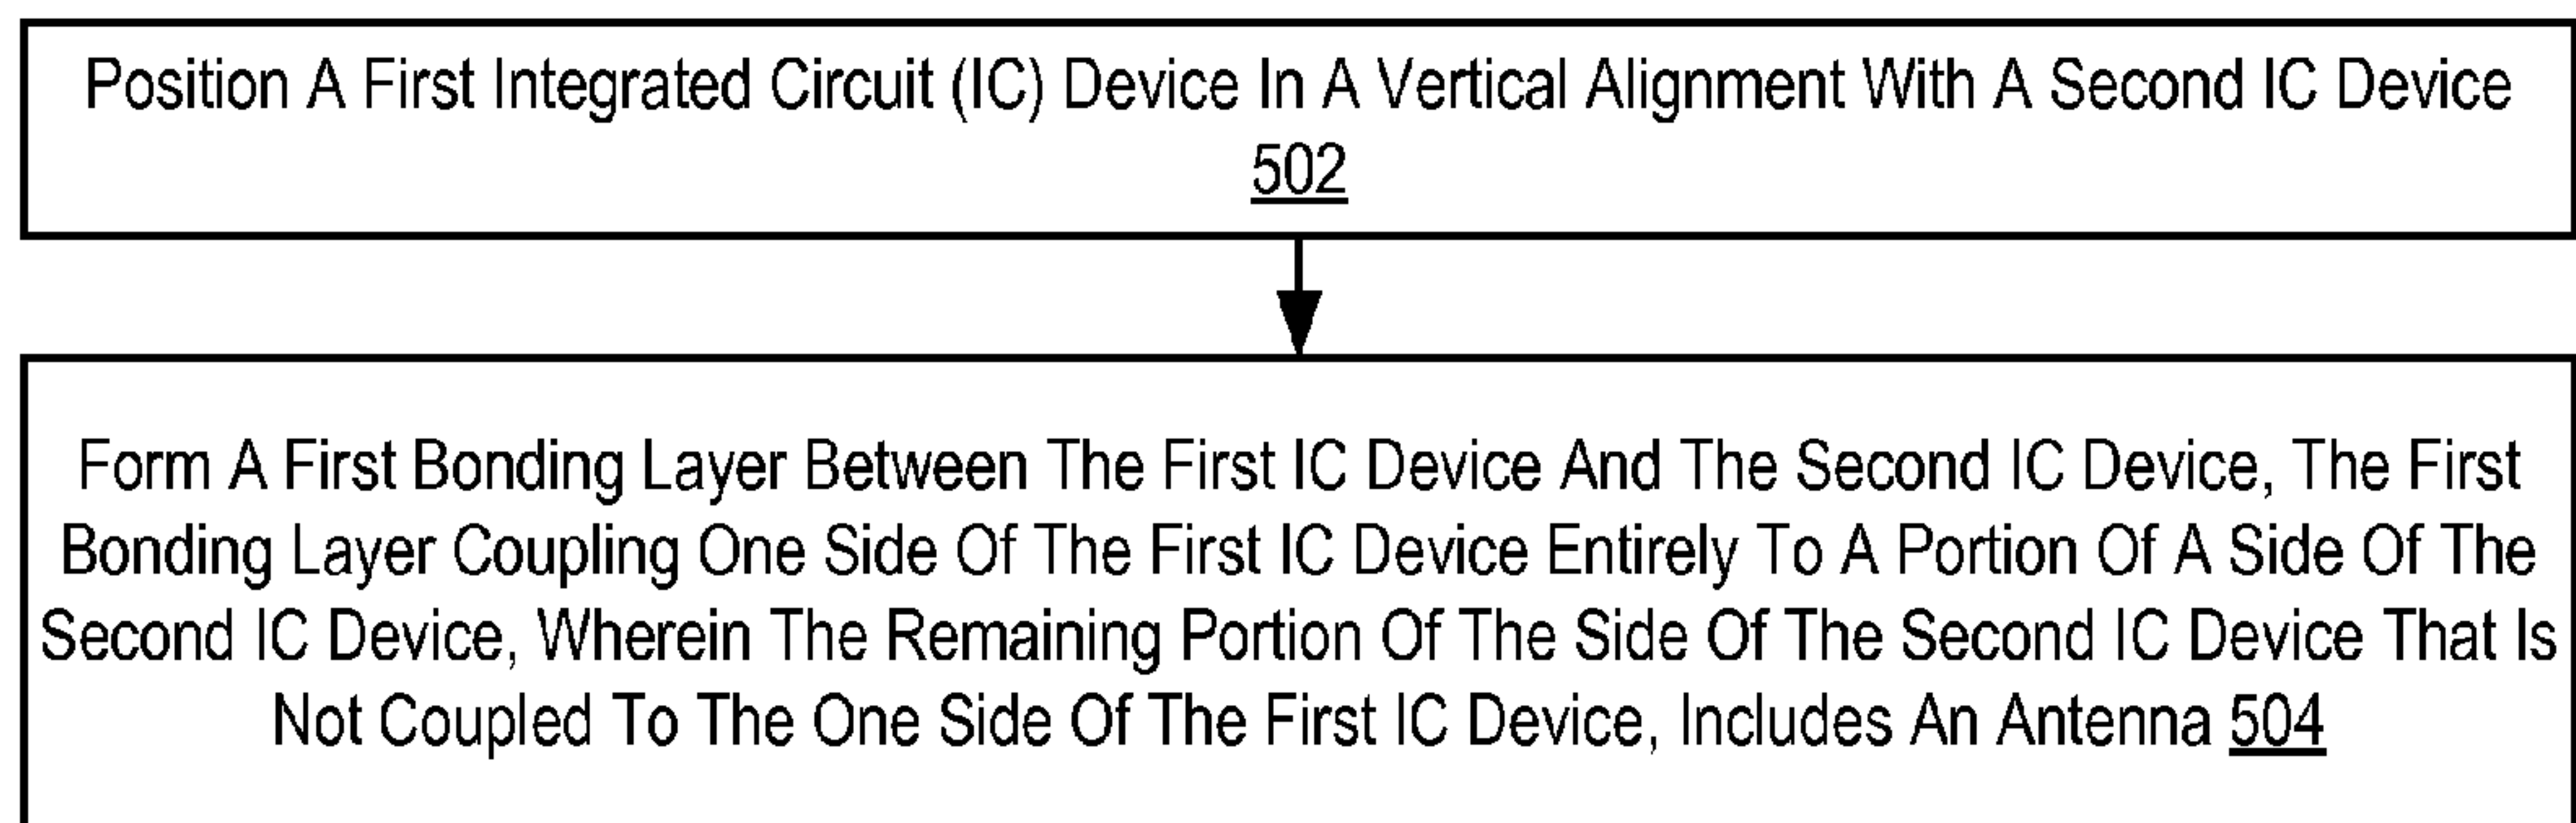 Position A First Integrated Circuit (IC) Device In A Vertical Alignment With A Second IC Device
502
Form A First Bonding Layer Between The First IC Device And The Second IC Device, The First
Bonding Layer Coupling One Side Of The First IC Device Entirely To A Portion Of A Side Of The
Second IC Device, Wherein The Remaining Portion Of The Side Of The Second IC Device That Is
Not Coupled To The One Side Of The First IC Device, Includes An Antenna 504